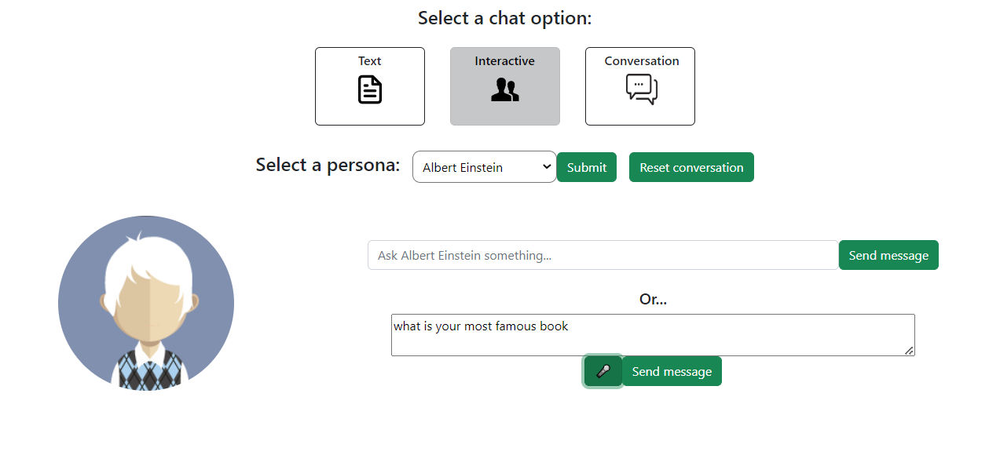 Select a chat option:
Text
Interactive
Conversation
Select a persona:
Albert Einstein
Submit
Reset conversation
Ask Albert Einstein something...
Send message
Or...
what is your most famous book
Send message